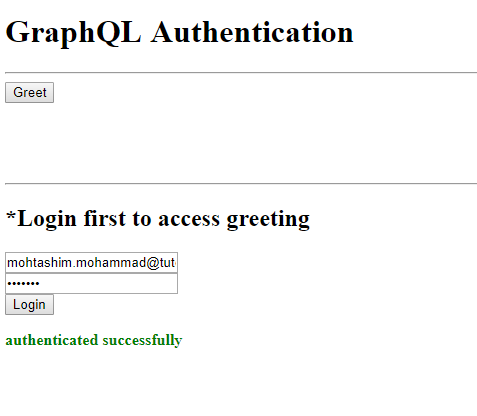 GraphQL Authentication
Greet
*Login first to access greeting
mohtashim.mohammad@tut
•••••••
Login
authenticated successfully